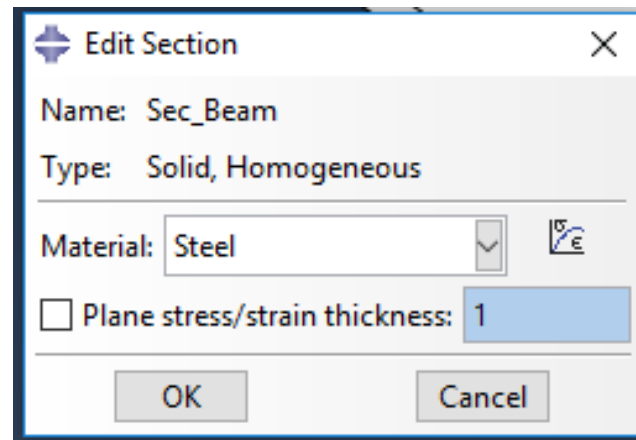 Edit Section
Name: Sec_Beam
Type: Solid, Homogeneous
Material: Steel σ ε
Plane stress/strain thickness: 1
OK Cancel